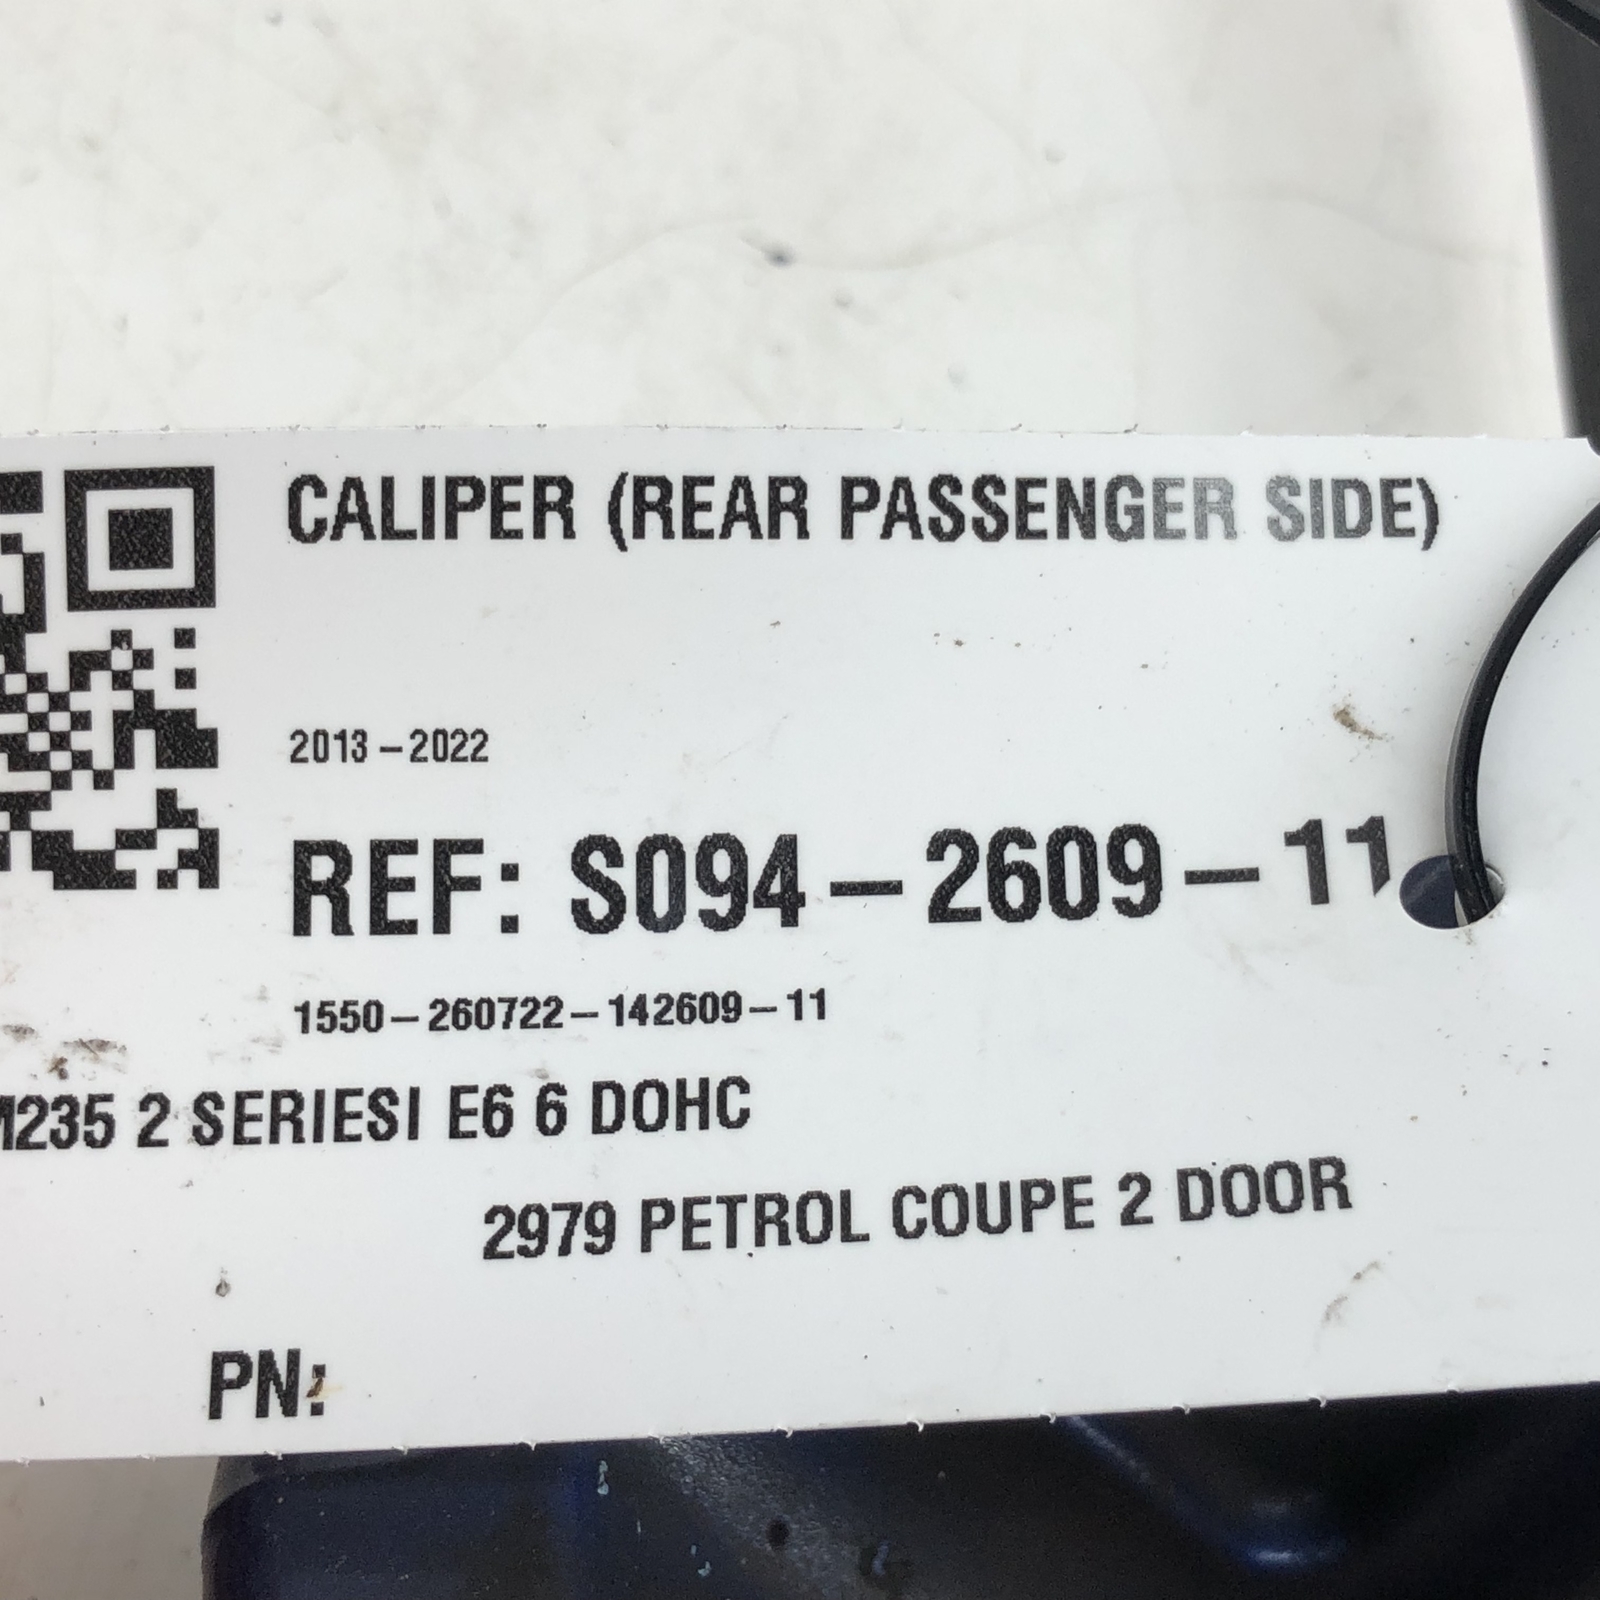 CALIPER (REAR PASSENGER SIDE)
2013-2022
REF: S094-2609-11
1550-260722-142609-11
M235 2 SERIESI E6 6 DOHC
2979 PETROL COUPE 2 DOOR
PN: